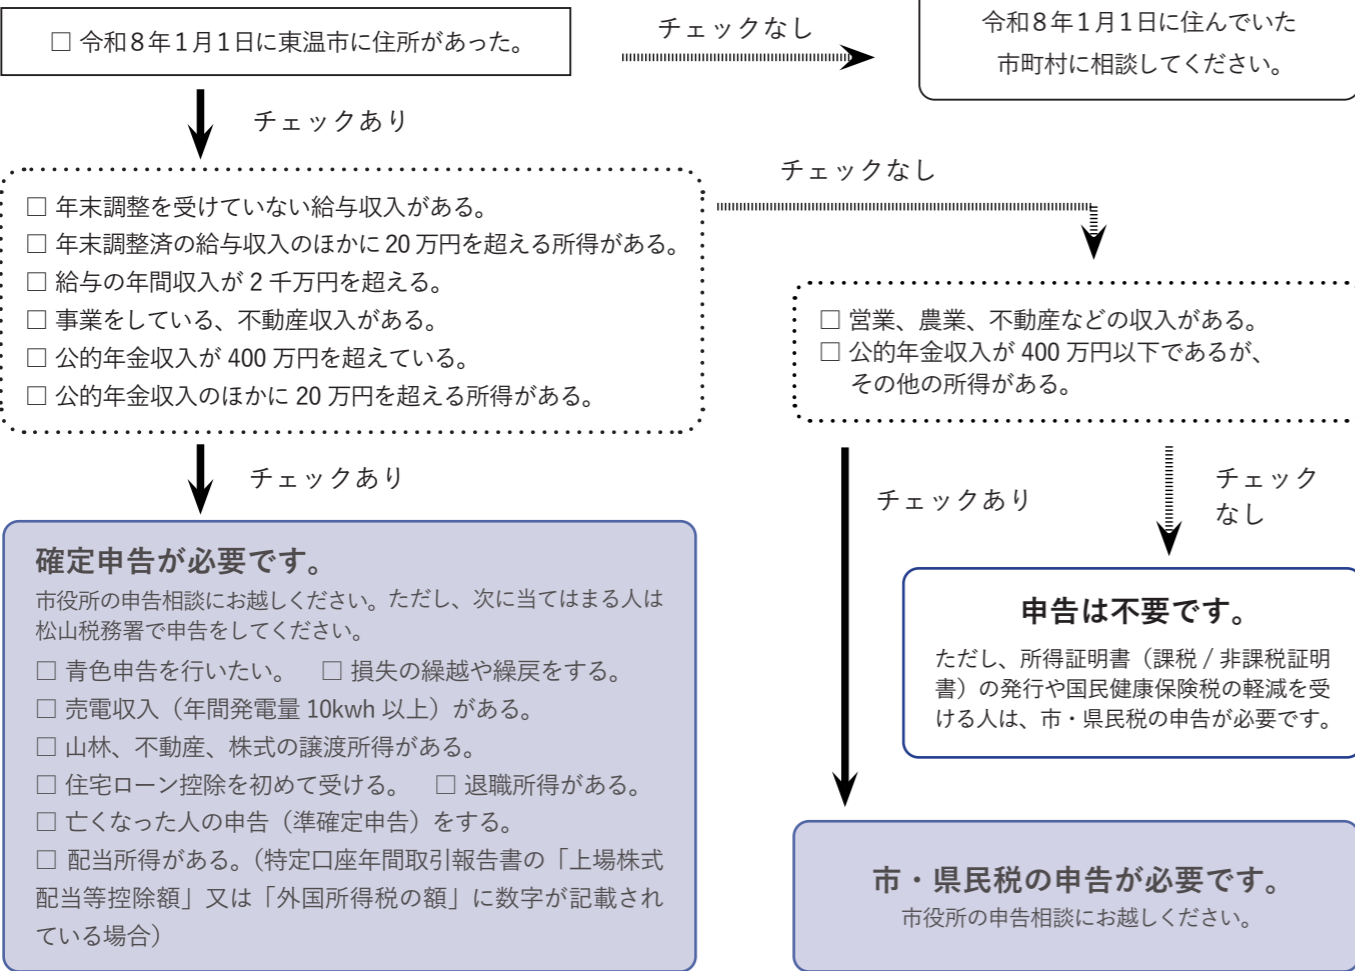 □ 令和8年1月1日に東温市に住所があった。
チェックなし
令和8年1月1日に住んでいた
市町村に相談してください。
チェックあり
□ 年末調整を受けていない給与収入がある。
□ 年末調整済の給与収入のほかに 20 万円を超える所得がある。
□ 給与の年間収入が 2 千万円を超える。
□ 事業をしている、不動産収入がある。
□ 公的年金収入が 400 万円を超えている。
□ 公的年金収入のほかに 20 万円を超える所得がある。
チェックなし
□ 営業、農業、不動産などの収入がある。
□ 公的年金収入が 400 万円以下であるが、
その他の所得がある。
チェックあり
確定申告が必要です。
市役所の申告相談にお越しください。ただし、次に当てはまる人は
松山税務署で申告をしてください。
□ 青色申告を行いたい。 □ 損失の繰越や繰戻をする。
□ 売電収入（年間発電量 10kwh 以上）がある。
□ 山林、不動産、株式の譲渡所得がある。
□ 住宅ローン控除を初めて受ける。 □ 退職所得がある。
□ 亡くなった人の申告（準確定申告）をする。
□ 配当所得がある。（特定口座年間取引報告書の「上場株式
配当等控除額」又は「外国所得税の額」に数字が記載され
ている場合）
チェックあり
チェック
なし
申告は不要です。
ただし、所得証明書（課税 / 非課税証明
書）の発行や国民健康保険税の軽減を受
ける人は、市・県民税の申告が必要です。
市・県民税の申告が必要です。
市役所の申告相談にお越しください。